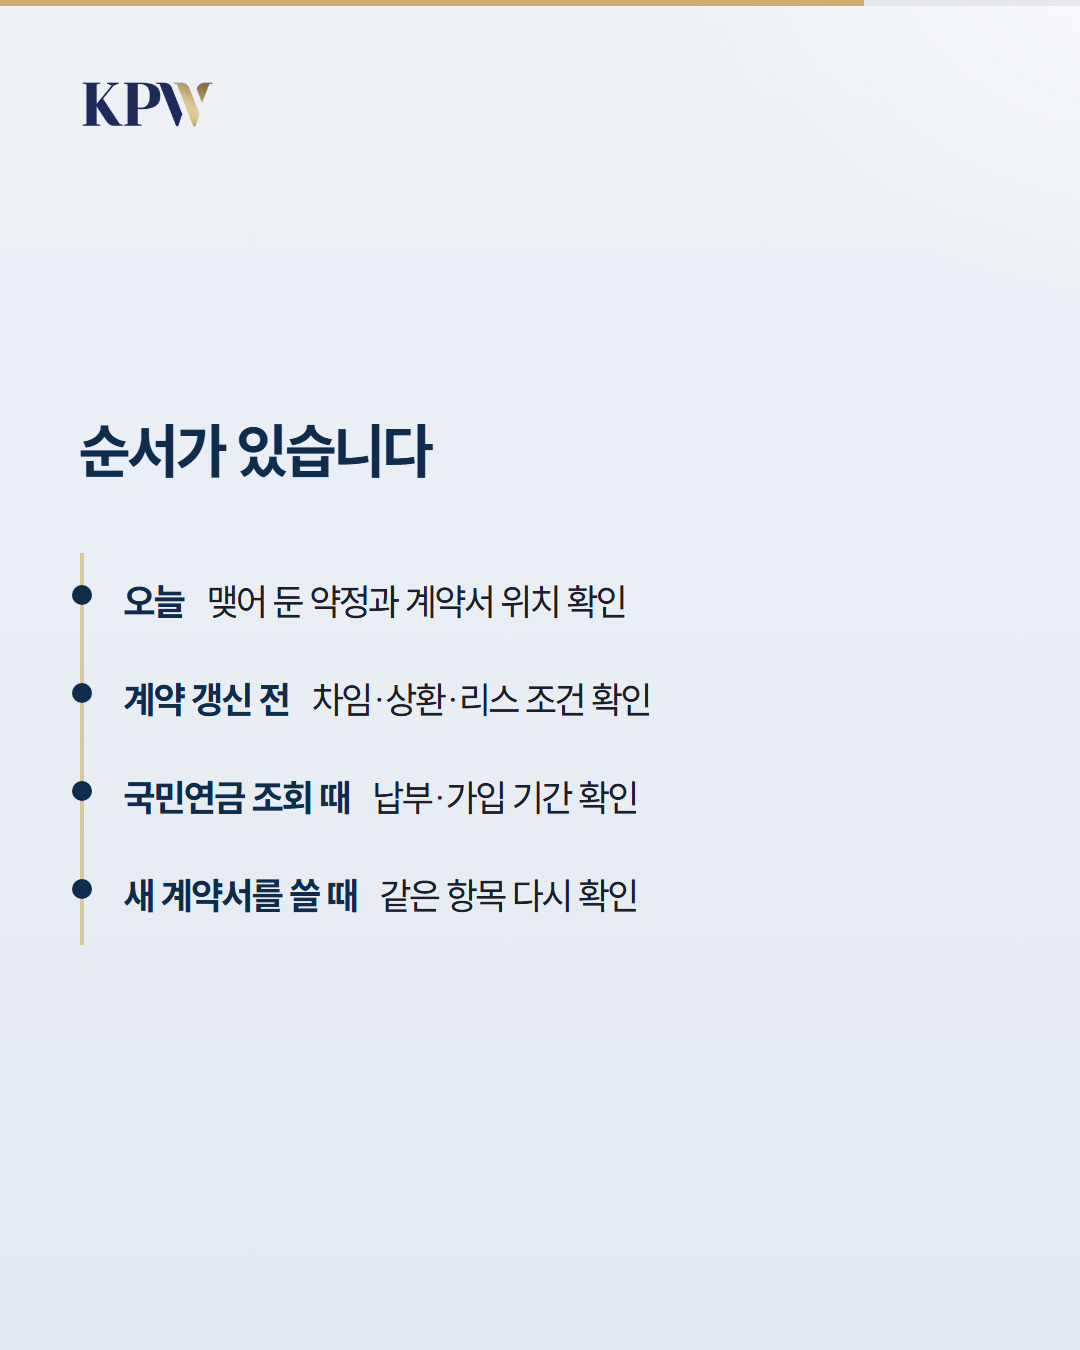 KPW
순서가 있습니다
오늘 맺어 둔 약정과 계약서 위치 확인
계약 갱신 전 차임·상환·리스 조건 확인
국민연금 조회 때 납부·가입 기간 확인
새 계약서를 쓸 때 같은 항목 다시 확인